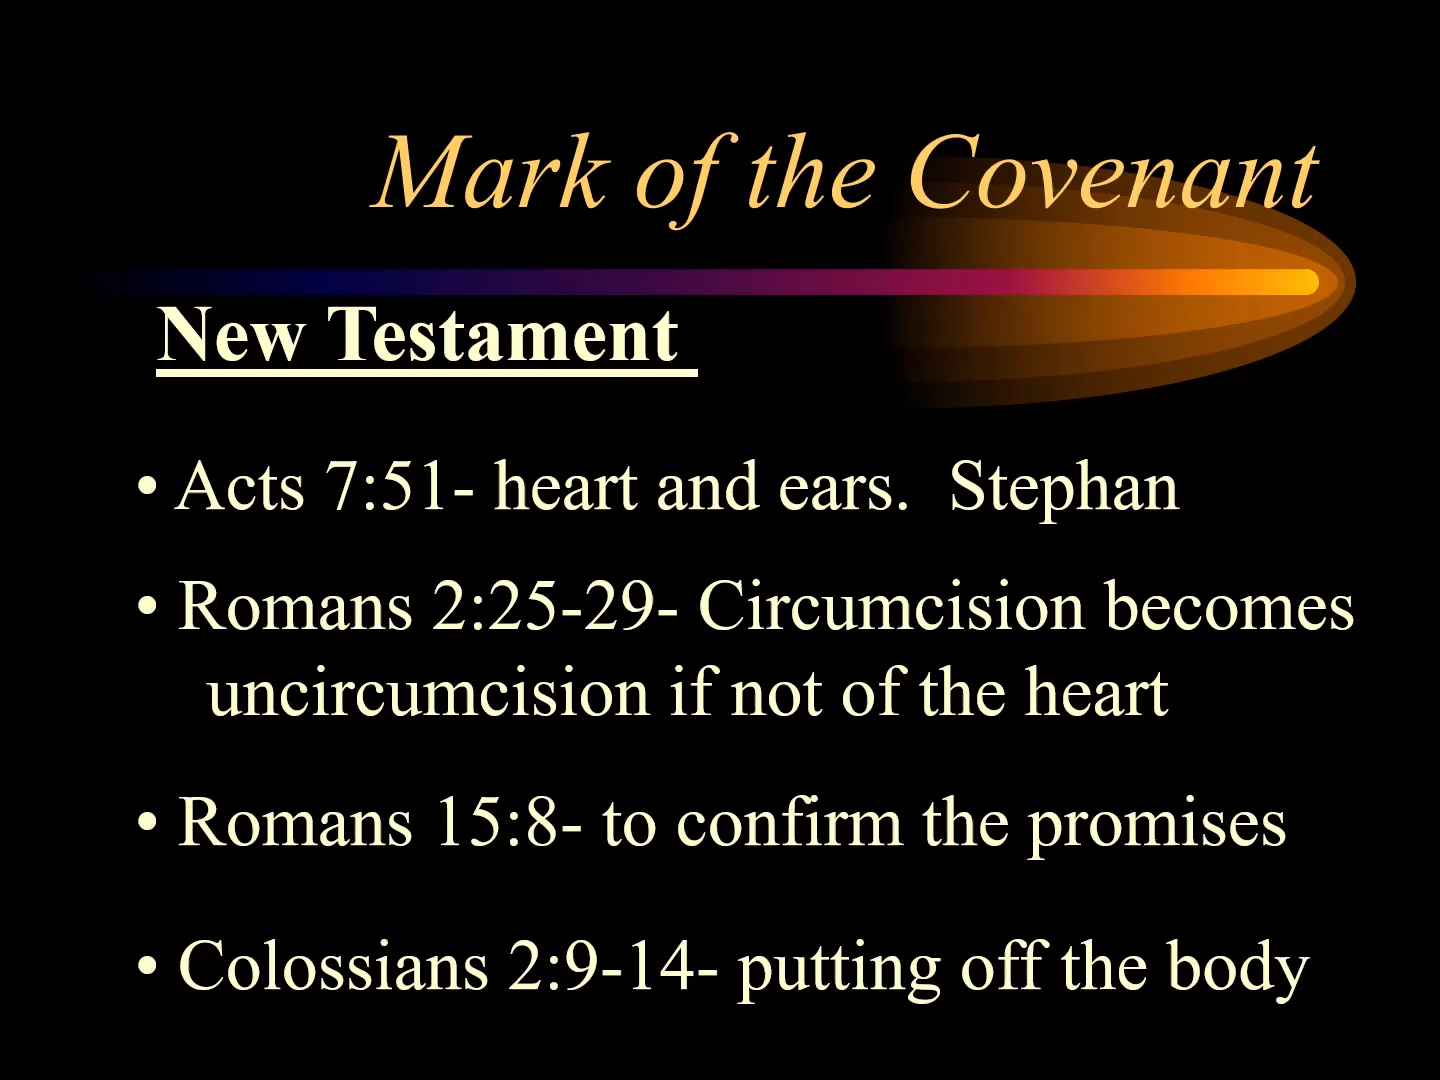 Mark of the Covenant
New Testament
• Acts 7:51- heart and ears.  Stephan
• Romans 2:25-29- Circumcision becomes
uncircumcision if not of the heart
• Romans 15:8- to confirm the promises
• Colossians 2:9-14- putting off the body